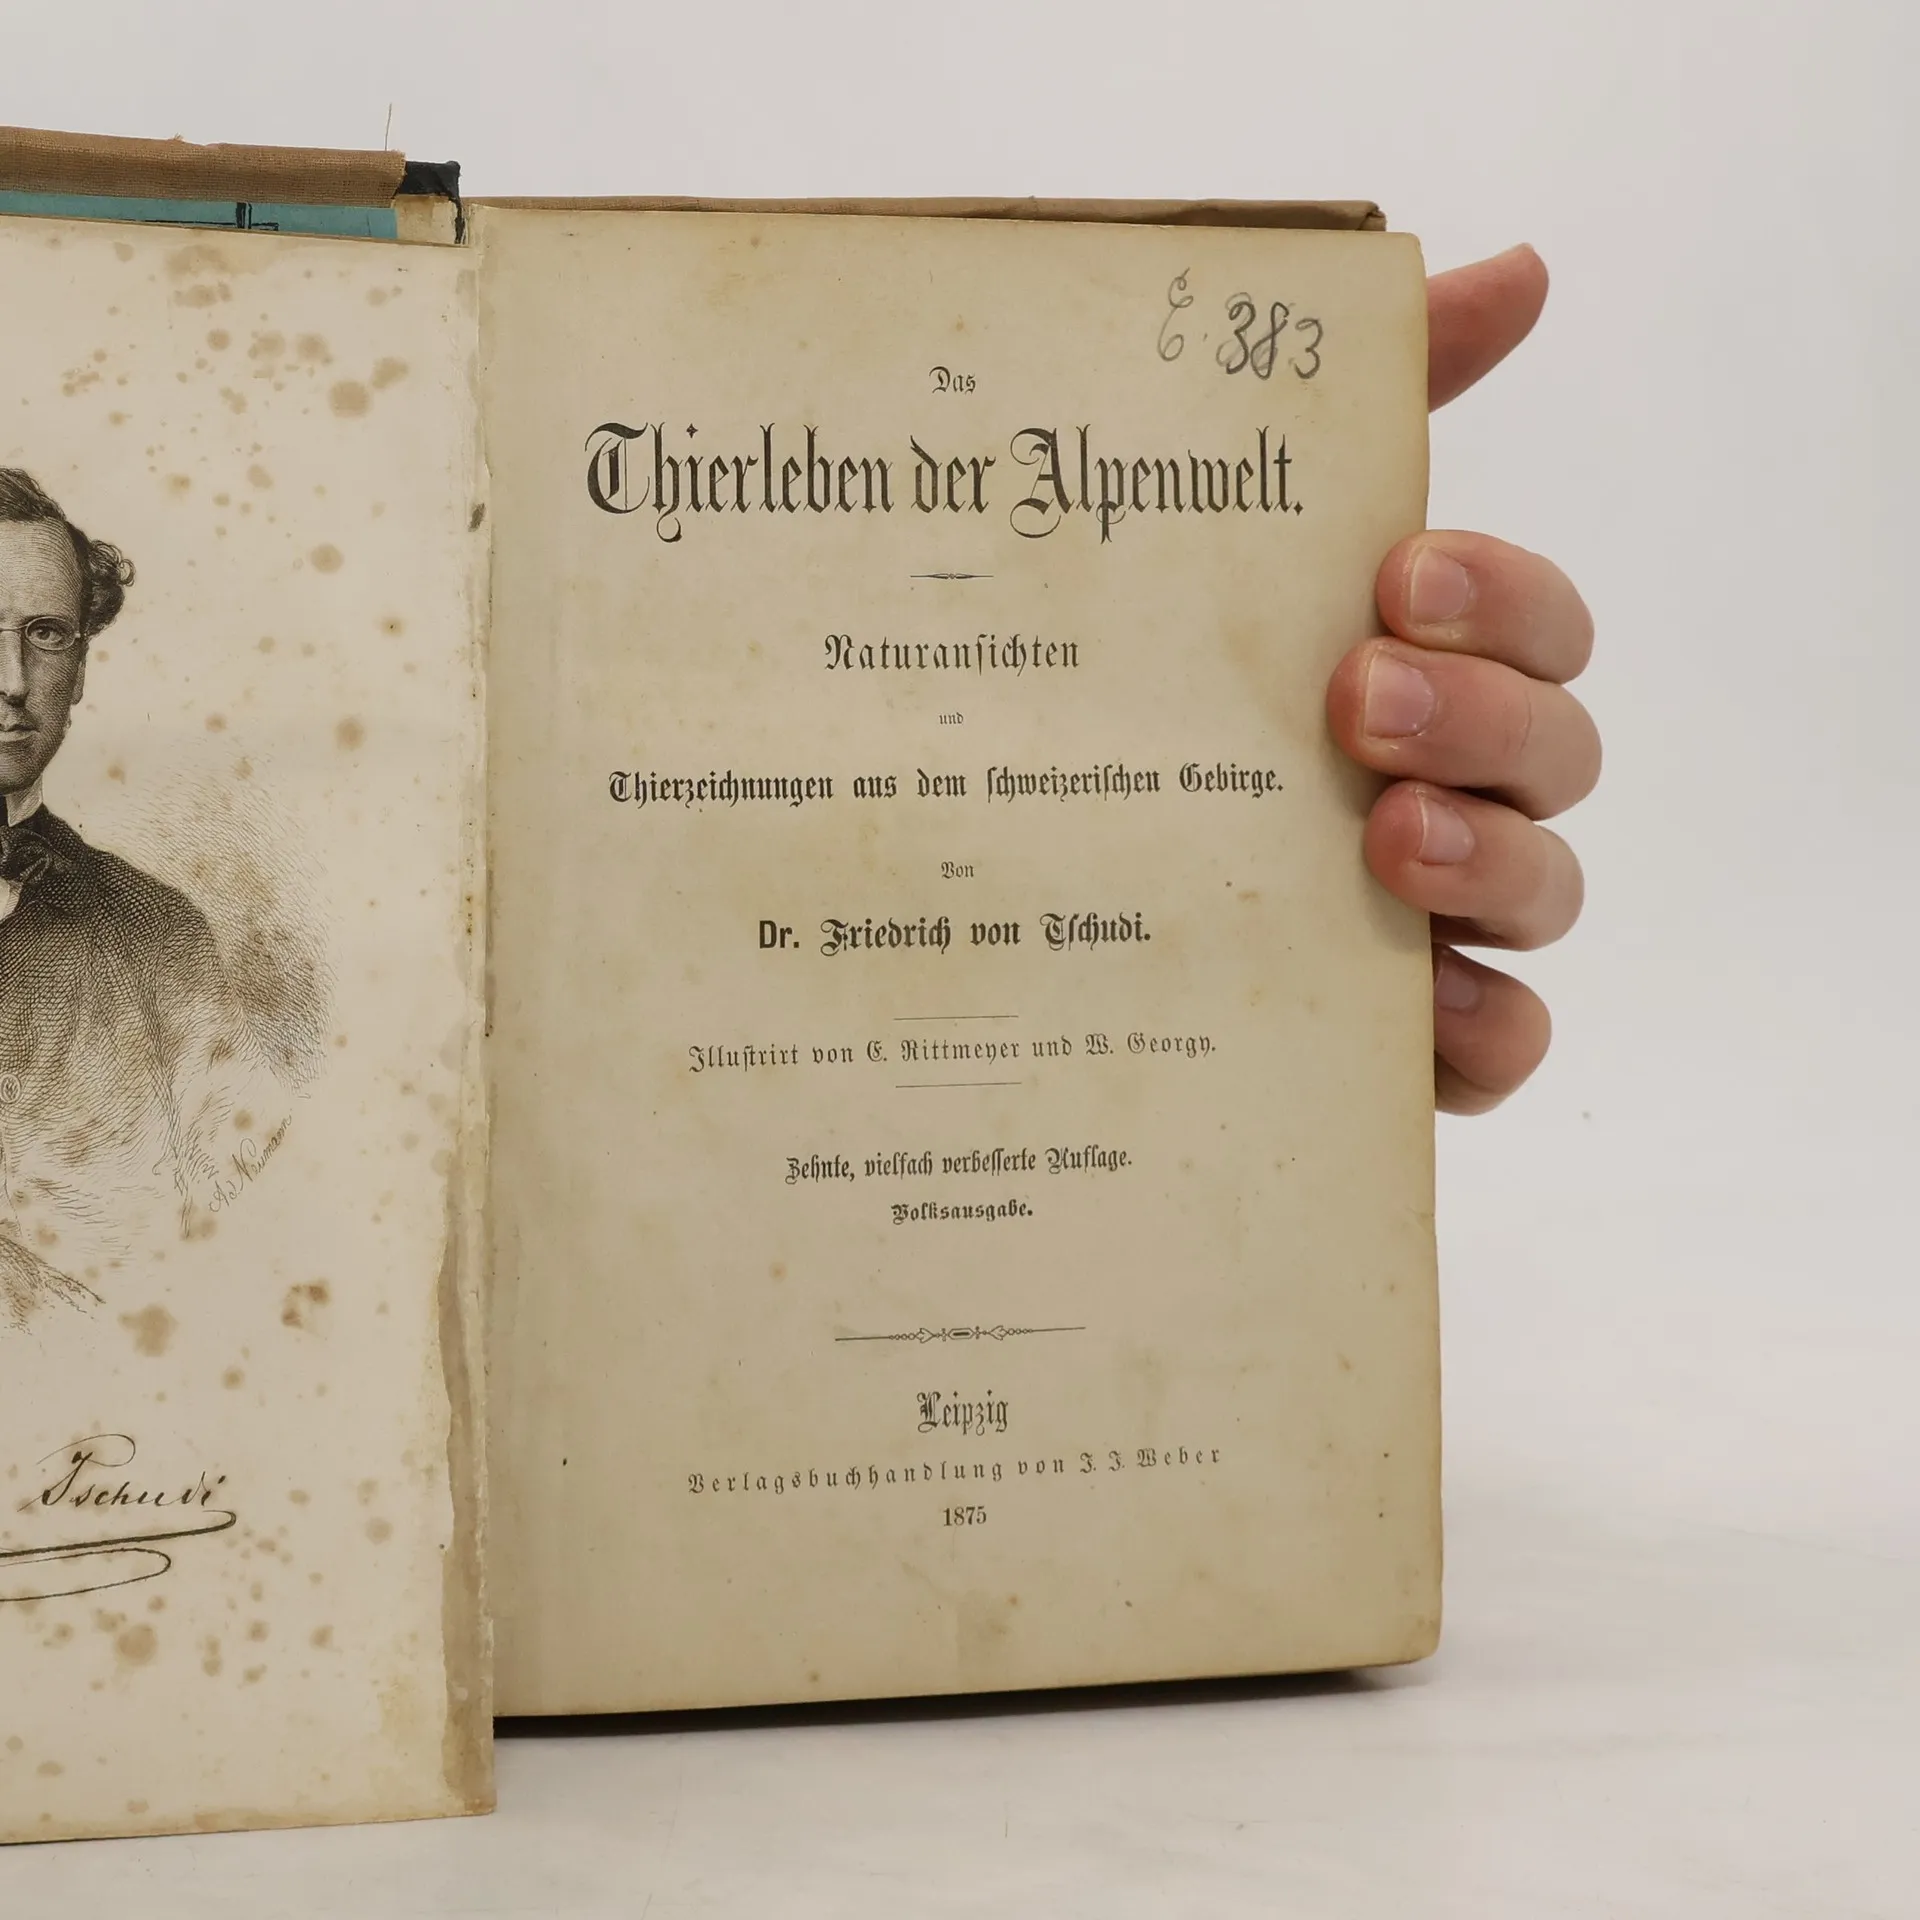 A. Neumann
Tschudi
E. 383
Das
Thierleben der Alpenwelt.
Naturanſichten
und
Thierzeichnungen aus dem ſchweizeriſchen Gebirge.
Von
Dr. Friedrich von Tſchudi.
Illuſtrirt von E. Rittmeyer und W. Georgy.
Zehnte, vielfach verbeſſerte Auflage.
Volksausgabe.
Leipzig
Verlagsbuchhandlung von J. J. Weber
1875